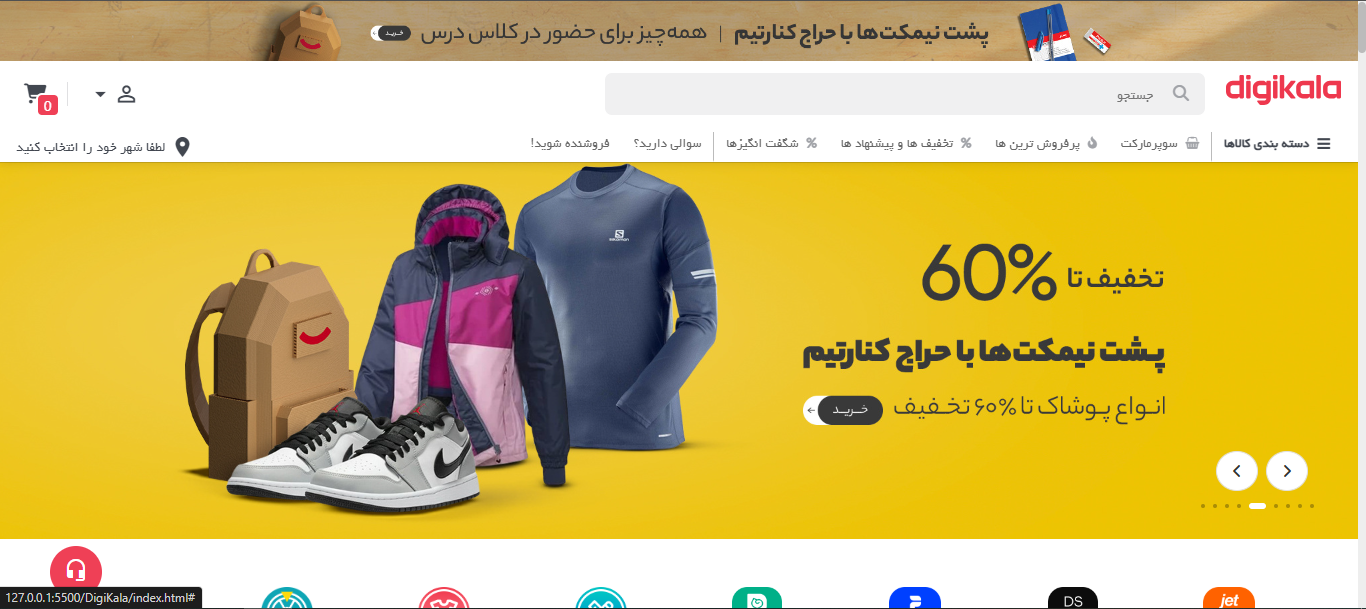 پشت نیمکت‌ها با حراج کنارتیم | همه‌چیز برای حضور در کلاس درس خرید
digikala
جستجو
0
دسته بندی کالاها
سوپرمارکت
پرفروش ترین ها
تخفیف ها و پیشنهاد ها
شگفت انگیزها
سوالی دارید؟
فروشنده شوید!
لطفا شهر خود را انتخاب کنید
تخفیف تا 60%
پشت نیمکت‌ها با حراج کنارتیم
انواع پوشاک تا ۶۰% تخفیف خرید
SALOMON
jet
DS
127.0.0.1:5500/DigiKala/index.html#